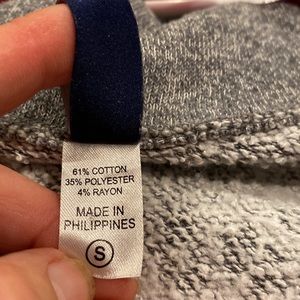 61% COTTON
35% POLYESTER
4% RAYON
MADE IN
PHILIPPINES
S